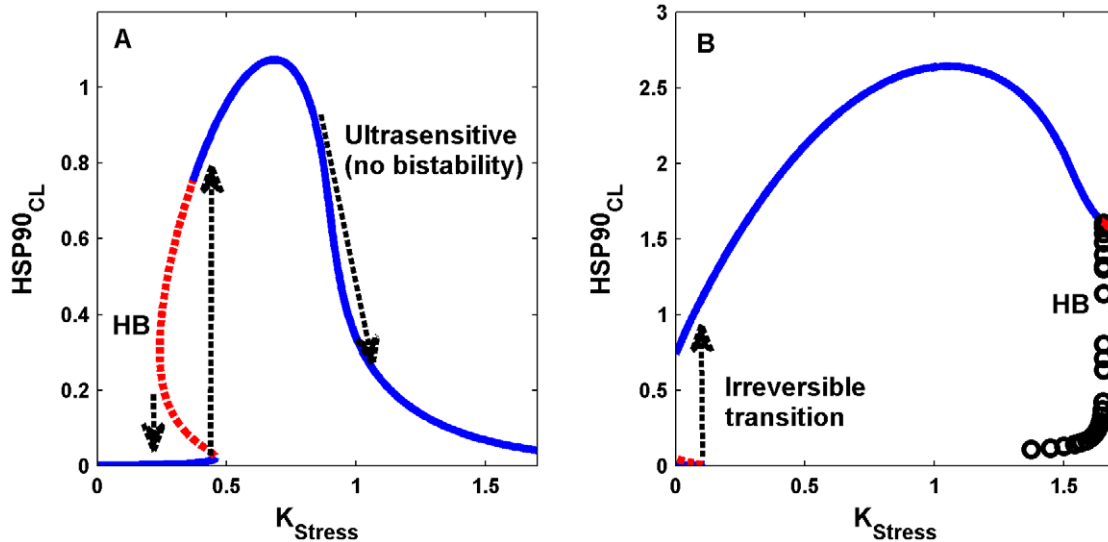 A
Ultrasensitive
(no bistability)
HB
HSP90CL
1
0.8
0.6
0.4
0.2
0
0 0.5 1 1.5
KStress
B
HB
Irreversible
transition
HSP90CL
3
2.5
2
1.5
1
0.5
0
0 0.5 1 1.5
KStress